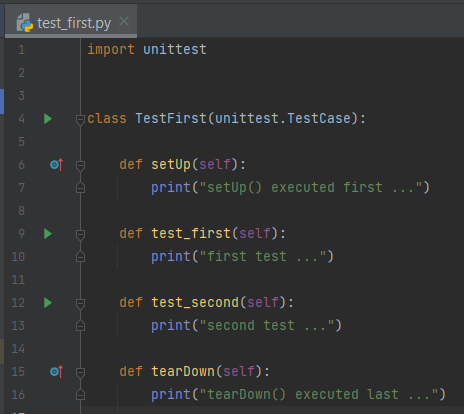 test_first.py
1 import unittest
2
3
4 class TestFirst(unittest.TestCase):
5
6     def setUp(self):
7         print("setUp() executed first ...")
8
9     def test_first(self):
10         print("first test ...")
11
12     def test_second(self):
13         print("second test ...")
14
15     def tearDown(self):
16         print("tearDown() executed last ...")